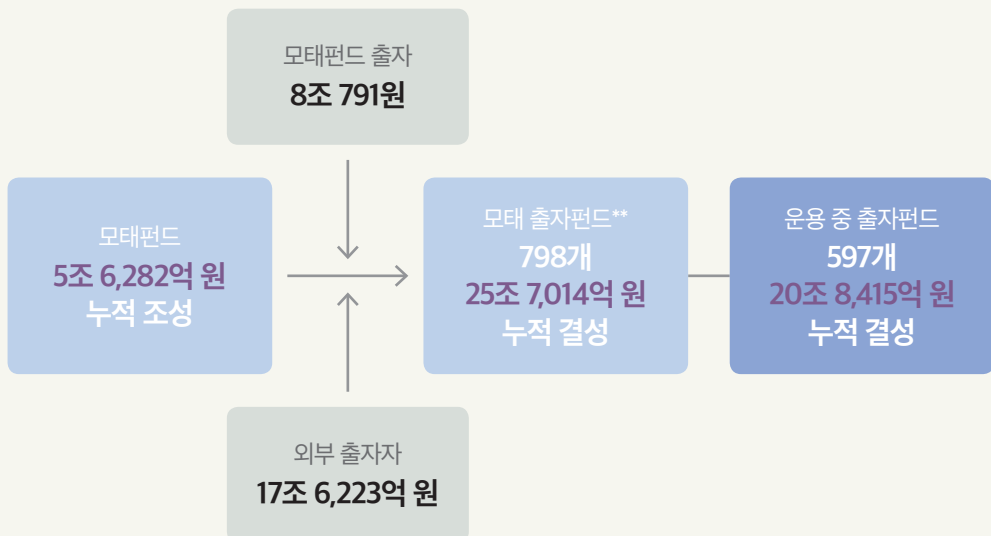 모태펀드 출자
8조 791원
모태펀드
5조 6,282억 원
누적 조성
모태 출자펀드**
798개
25조 7,014억 원
누적 결성
운용 중 출자펀드
597개
20조 8,415억 원
누적 결성
외부 출자자
17조 6,223억 원